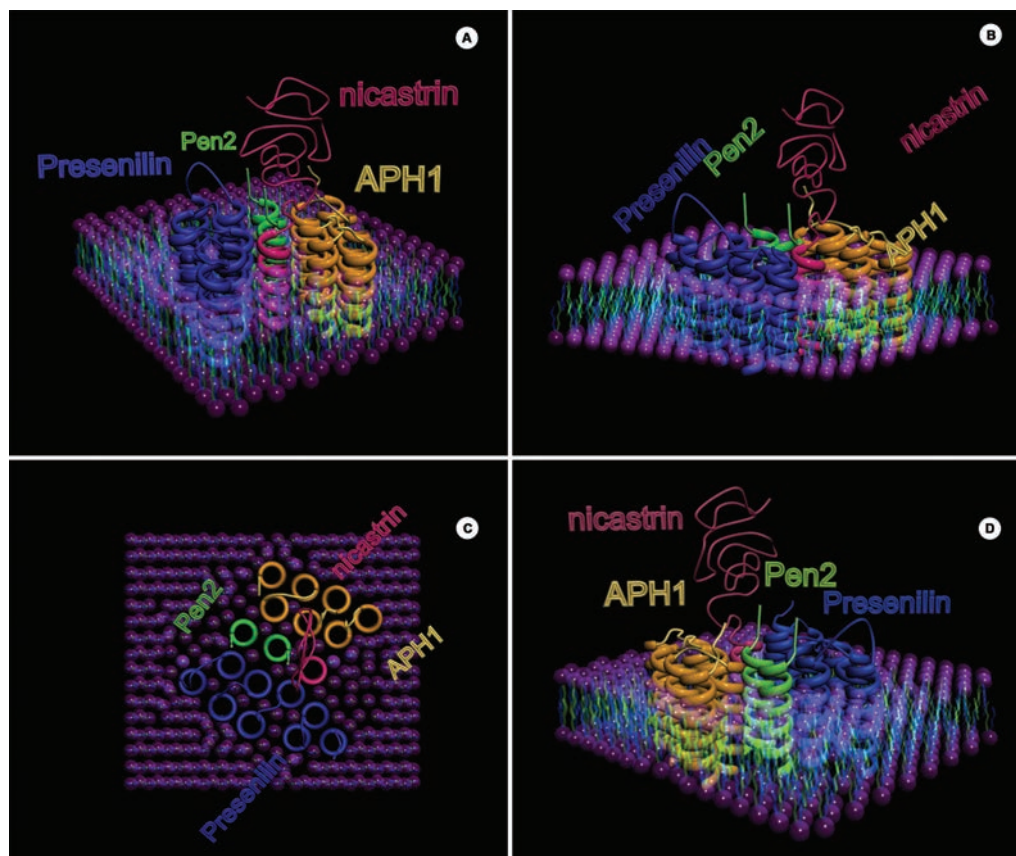 A
nicastrin
Pen2
Presenilin
APH1
B
nicastrin
Pen2
Presenilin
APH1
C
nicastrin
Pen2
APH1
Presenilin
D
nicastrin
Pen2
APH1
Presenilin